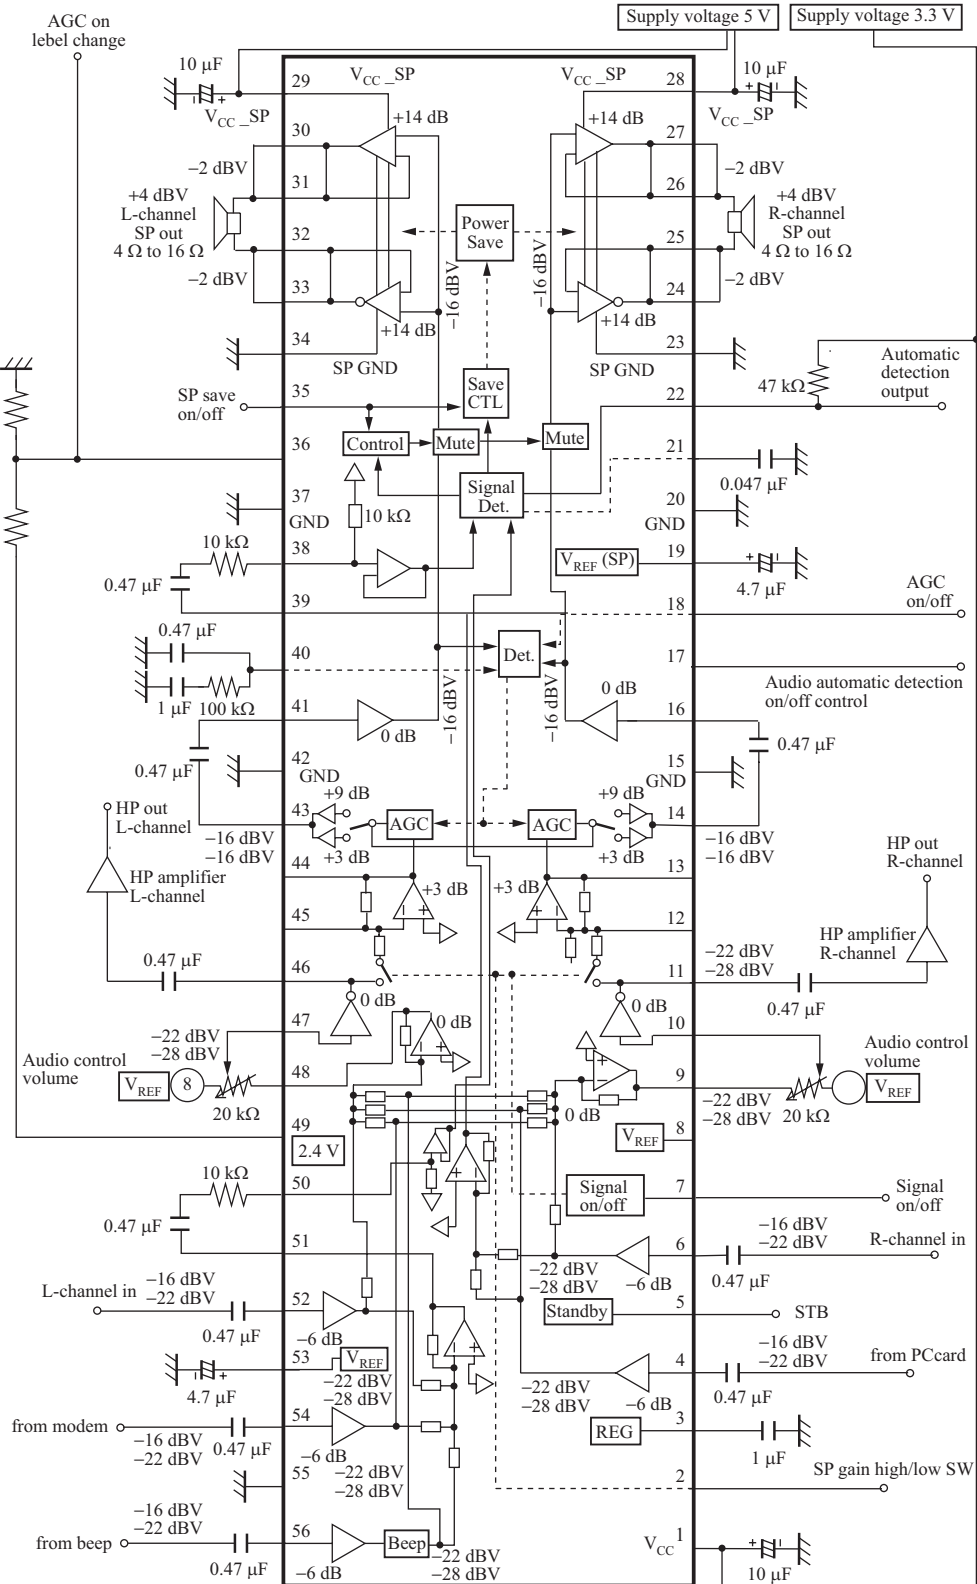 AGC on
lebel change
Supply voltage 5 V
Supply voltage 3.3 V
10 µF
29
V_CC _SP
V_CC _SP
28
10 µF
V_CC _SP
+14 dB
+14 dB
V_CC _SP
30
27
−2 dBV
−2 dBV
31
26
+4 dBV
L-channel
SP out
4 Ω to 16 Ω
Power
Save
+4 dBV
R-channel
SP out
4 Ω to 16 Ω
32
25
−2 dBV
−16 dBV
−16 dBV
−2 dBV
33
24
+14 dB
+14 dB
34
SP GND
SP GND
23
Automatic
detection
output
47 kΩ
SP save
on/off
35
Save
CTL
22
36
Control
Mute
Mute
21
0.047 µF
37
GND
10 kΩ
Signal
Det.
20
GND
10 kΩ
38
V_REF (SP)
19
4.7 µF
0.47 µF
39
18
AGC
on/off
0.47 µF
40
Det.
17
1 µF
100 kΩ
−16 dBV
−16 dBV
Audio automatic detection
on/off control
41
0 dB
0 dB
16
0.47 µF
0.47 µF
42
GND
15
GND
HP out
L-channel
43
+9 dB
+9 dB
14
AGC
AGC
−16 dBV
−16 dBV
+3 dB
+3 dB
−16 dBV
−16 dBV
HP out
R-channel
HP amplifier
L-channel
44
+3 dB
+3 dB
13
45
12
HP amplifier
R-channel
−22 dBV
−28 dBV
0.47 µF
46
11
0.47 µF
0 dB
0 dB
47
0 dB
10
−22 dBV
−28 dBV
Audio control
volume
V_REF
8
20 kΩ
48
9
Audio control
volume
V_REF
−22 dBV
−28 dBV
20 kΩ
0 dB
49
2.4 V
V_REF
8
10 kΩ
50
Signal
on/off
7
Signal
on/off
0.47 µF
51
6
−16 dBV
−22 dBV
R-channel in
0.47 µF
−22 dBV
−28 dBV
−6 dB
L-channel in
−16 dBV
−22 dBV
52
0.47 µF
−6 dB
Standby
5
STB
53
V_REF
4.7 µF
−22 dBV
−28 dBV
4
−16 dBV
−22 dBV
from PCcard
0.47 µF
−22 dBV
−28 dBV
−6 dB
from modem
−16 dBV
−22 dBV
0.47 µF
54
−6 dB
REG
3
1 µF
55
−22 dBV
−28 dBV
2
SP gain high/low SW
−16 dBV
−22 dBV
from beep
0.47 µF
56
−6 dB
Beep
−22 dBV
−28 dBV
V_CC
1
10 µF